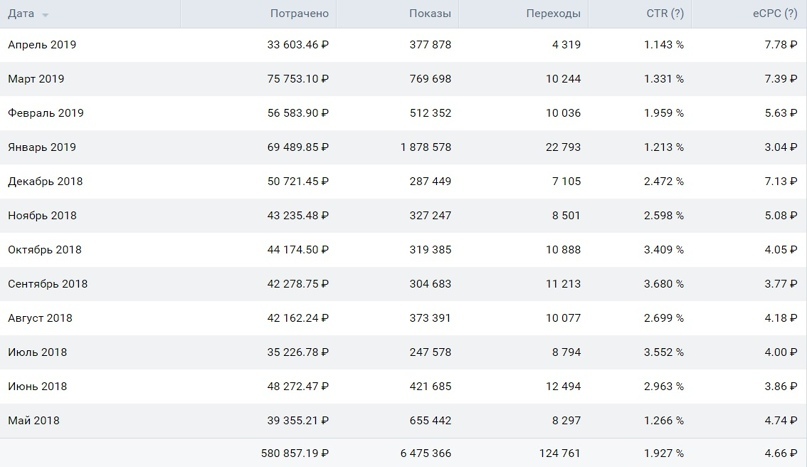 Дата Потрачено Показы Переходы CTR (?) eCPC (?)
Апрель 2019 33 603.46 ₽ 377 878 4 319 1.143 % 7.78 ₽
Март 2019 75 753.10 ₽ 769 698 10 244 1.331 % 7.39 ₽
Февраль 2019 56 583.90 ₽ 512 352 10 036 1.959 % 5.63 ₽
Январь 2019 69 489.85 ₽ 1 878 578 22 793 1.213 % 3.04 ₽
Декабрь 2018 50 721.45 ₽ 287 449 7 105 2.472 % 7.13 ₽
Ноябрь 2018 43 235.48 ₽ 327 247 8 501 2.598 % 5.08 ₽
Октябрь 2018 44 174.50 ₽ 319 385 10 888 3.409 % 4.05 ₽
Сентябрь 2018 42 278.75 ₽ 304 683 11 213 3.680 % 3.77 ₽
Август 2018 42 162.24 ₽ 373 391 10 077 2.699 % 4.18 ₽
Июль 2018 35 226.78 ₽ 247 578 8 794 3.552 % 4.00 ₽
Июнь 2018 48 272.47 ₽ 421 685 12 494 2.963 % 3.86 ₽
Май 2018 39 355.21 ₽ 655 442 8 297 1.266 % 4.74 ₽
580 857.19 ₽ 6 475 366 124 761 1.927 % 4.66 ₽